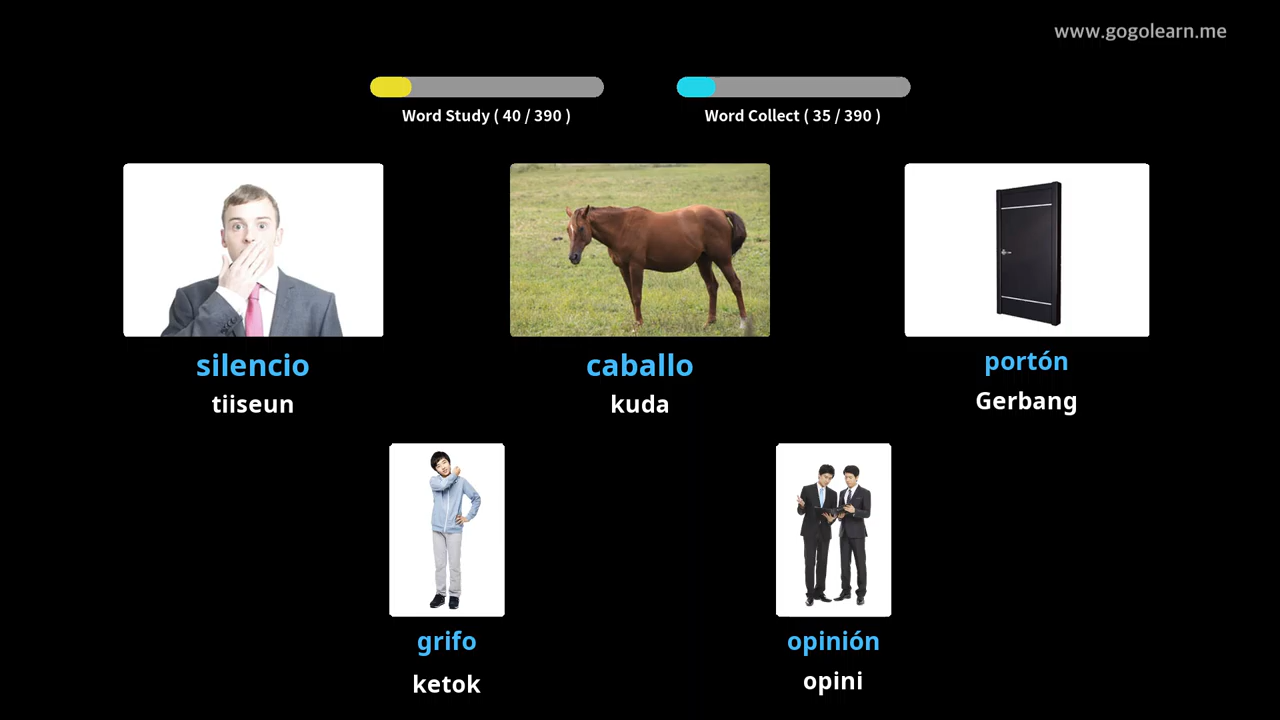 www.gogolearn.me
Word Study ( 40 / 390 )
Word Collect ( 35 / 390 )
silencio
tiiseun
caballo
kuda
portón
Gerbang
grifo
ketok
opinión
opini